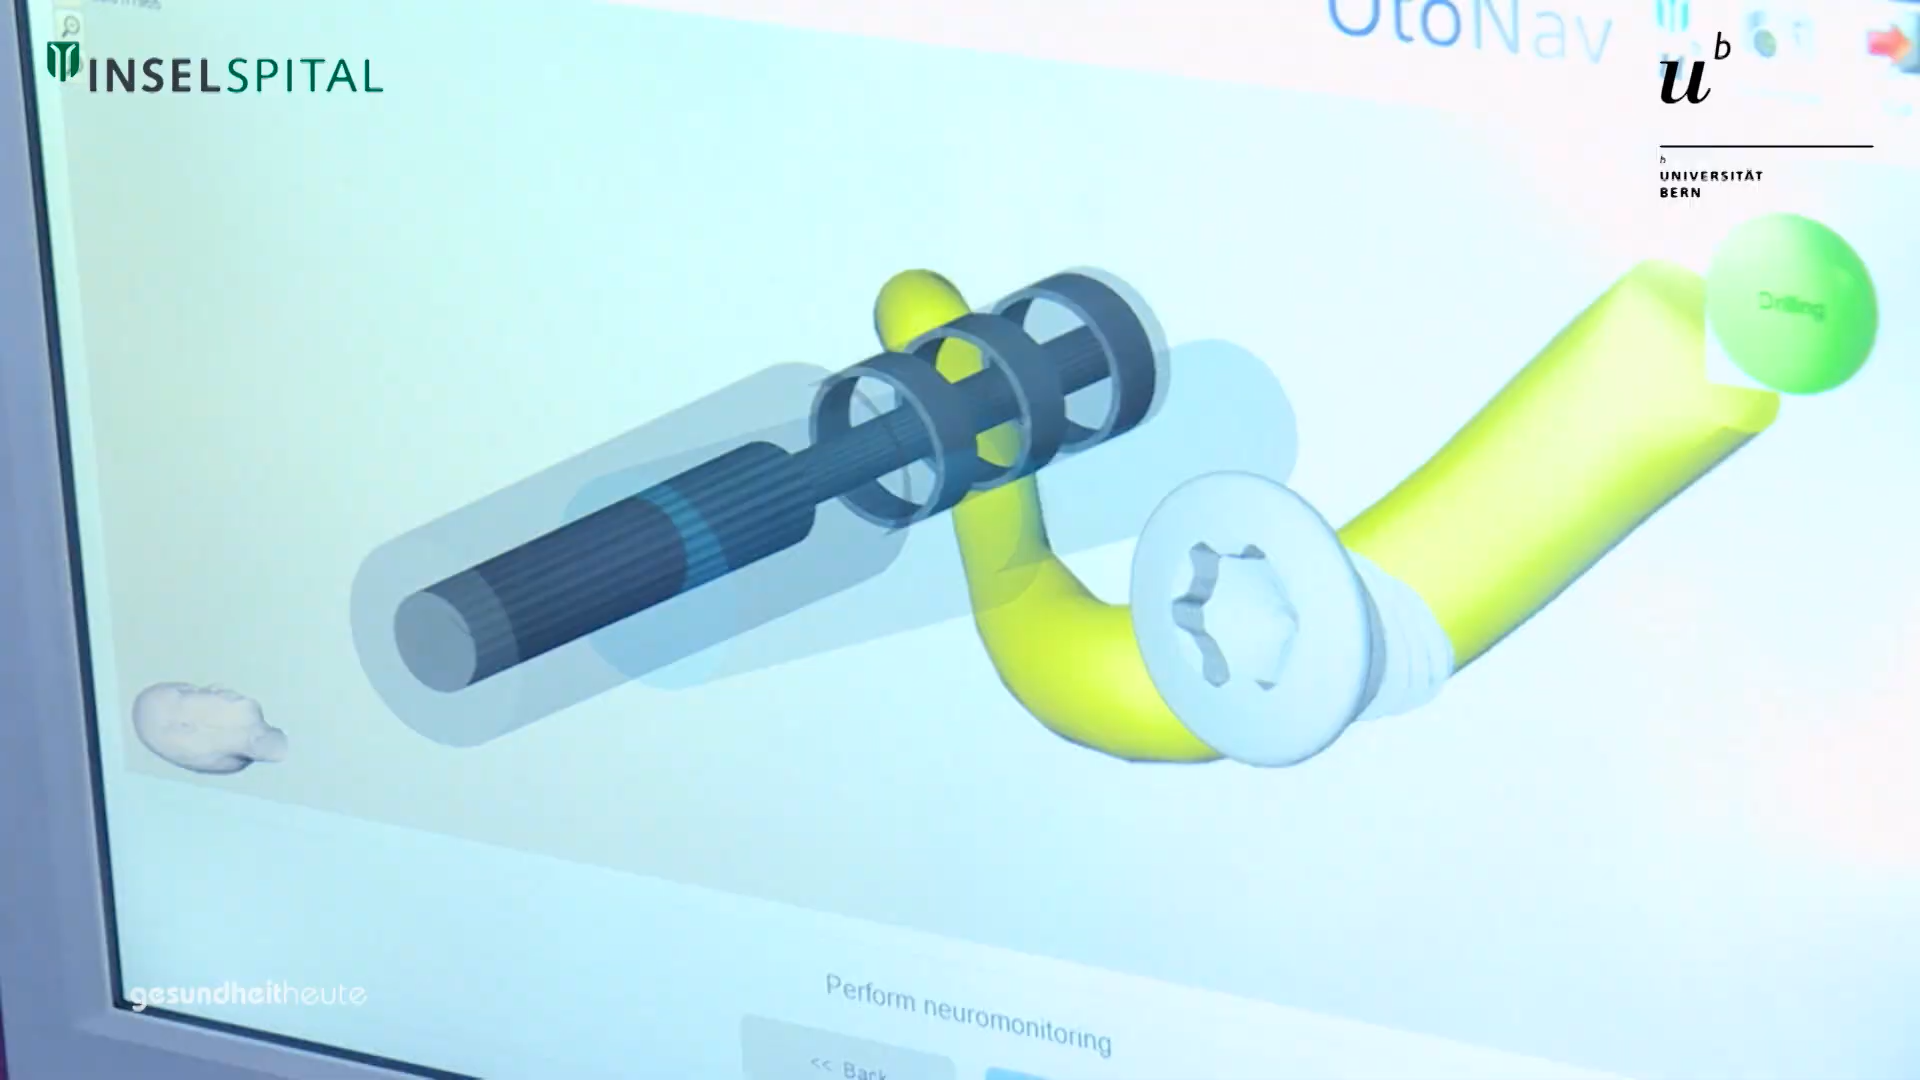 OtoNav
INSELSPITAL
u
b
b
UNIVERSITÄT
BERN
Drilling
Perform neuromonitoring
<< Back
gesundheitheute